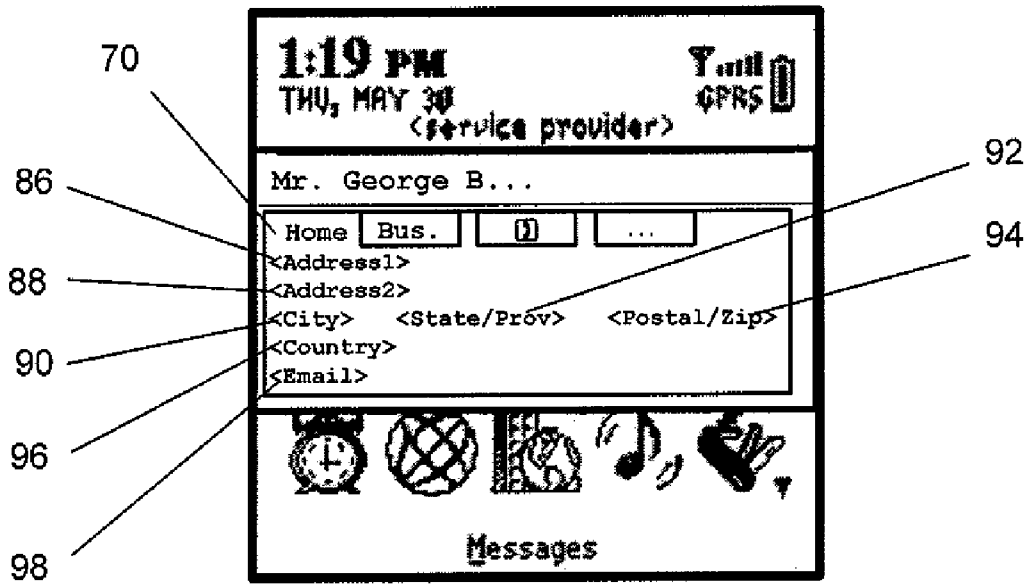 70
1:19 PM
THU, MAY 30
GPRS
<service provider>
92
86
Mr. George B...
Home Bus. ...
94
<Address1>
88
<Address2>
<City> <State/Prov> <Postal/Zip>
90
<Country>
<Email>
96
98
Messages